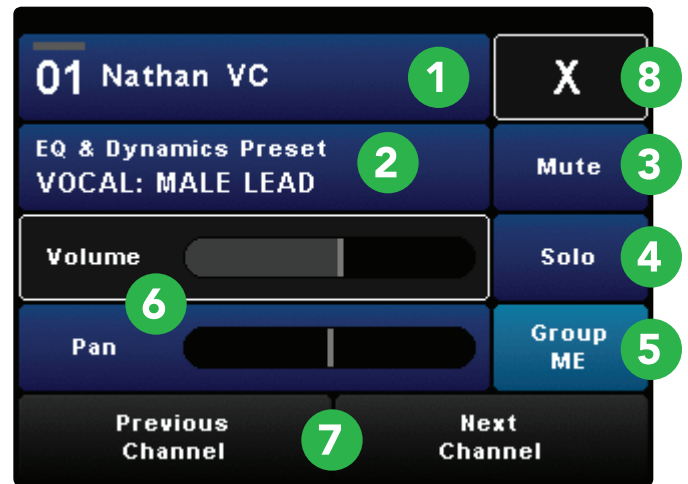 01 Nathan VC
1
X
8
EQ & Dynamics Preset
VOCAL: MALE LEAD
2
Mute
3
Volume
Solo
4
6
Pan
Group
ME
5
Previous
Channel
7
Next
Channel